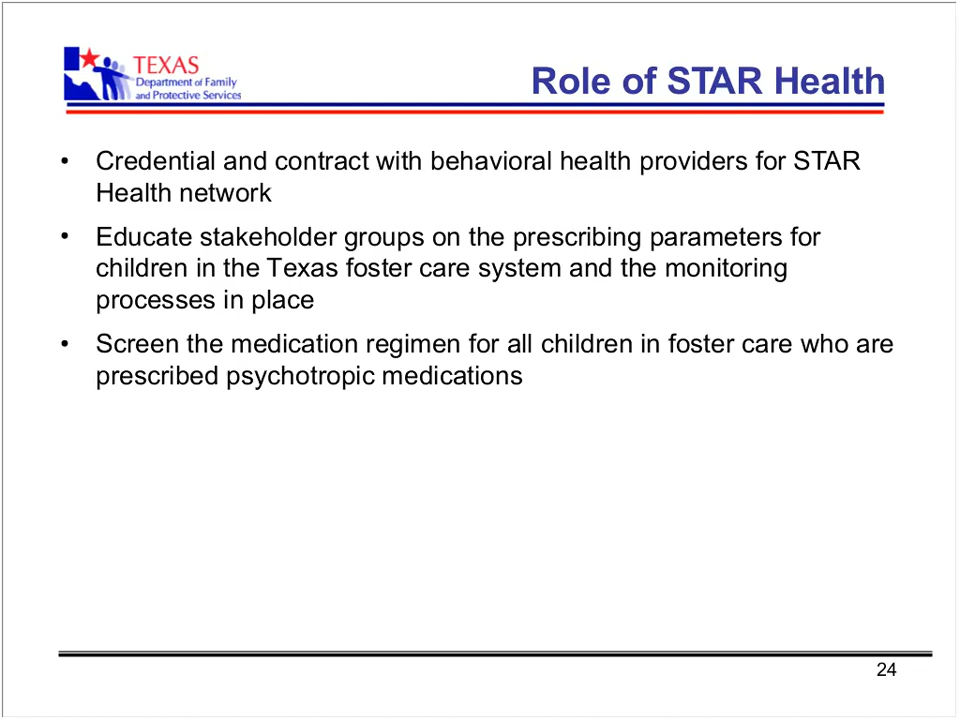 TEXAS
Department of Family
and Protective Services
Role of STAR Health
• Credential and contract with behavioral health providers for STAR
Health network
• Educate stakeholder groups on the prescribing parameters for
children in the Texas foster care system and the monitoring
processes in place
• Screen the medication regimen for all children in foster care who are
prescribed psychotropic medications
24